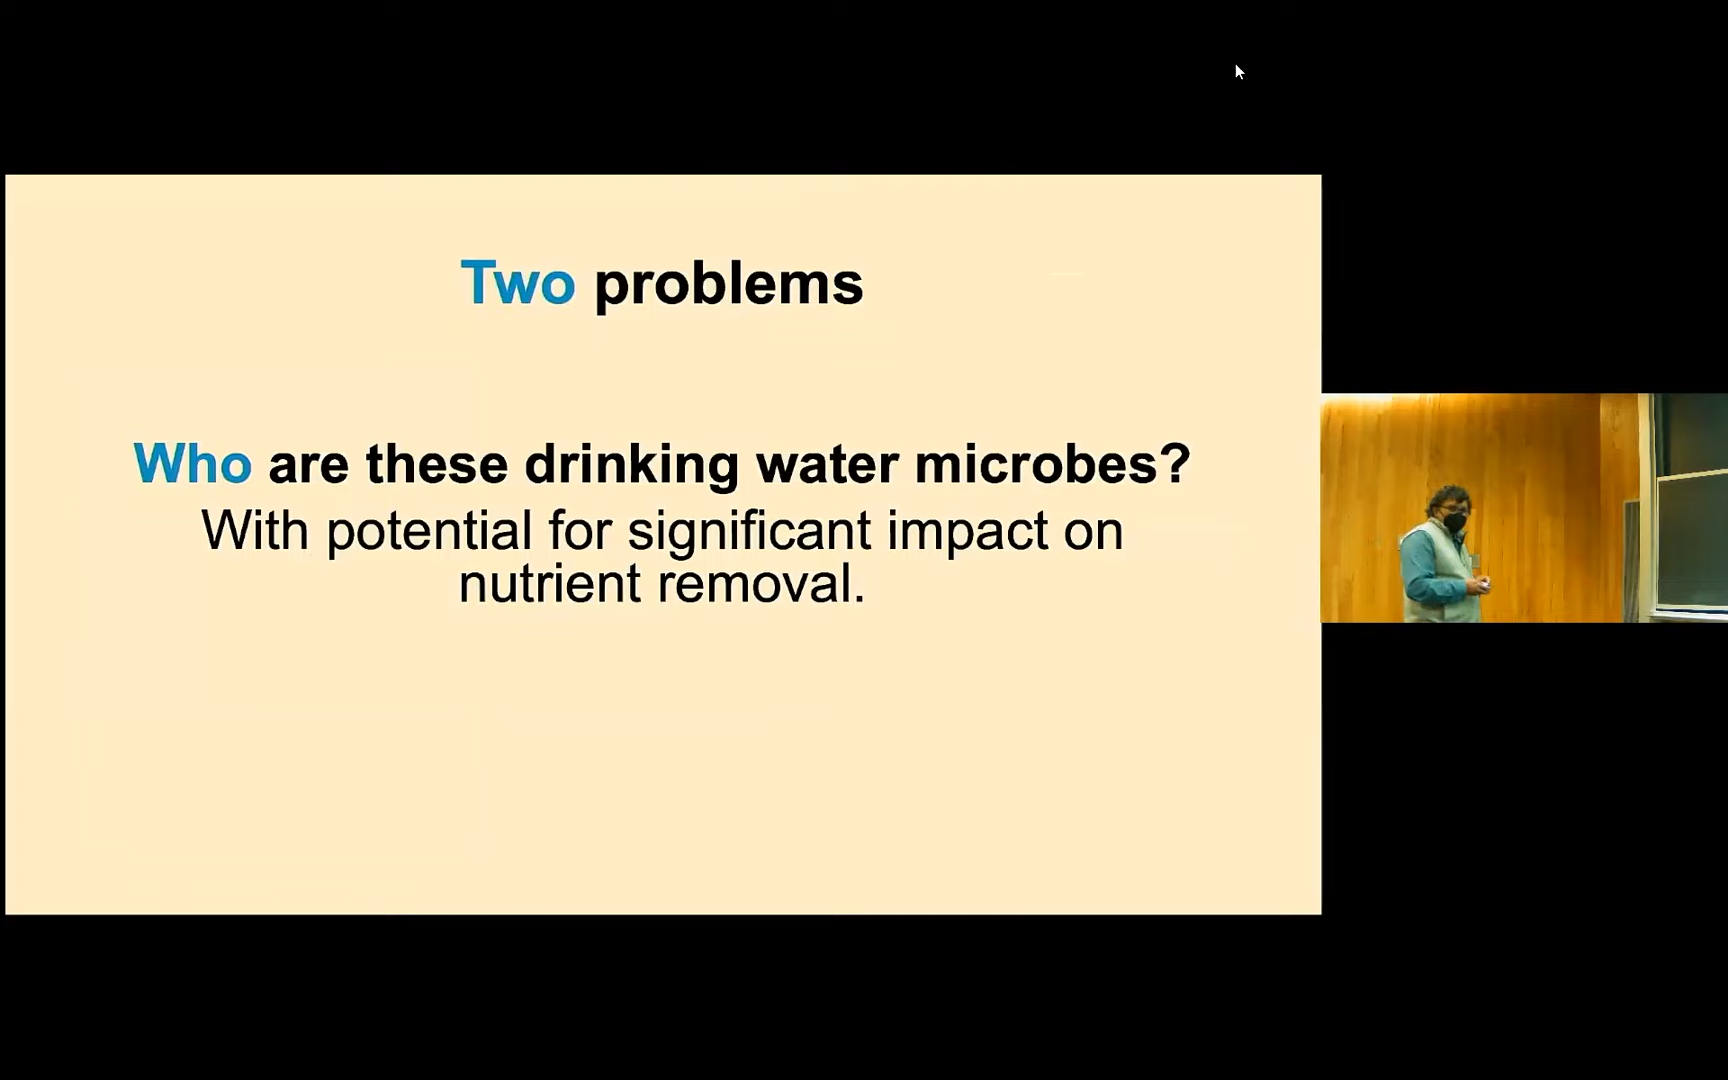 Two problems
Who are these drinking water microbes?
With potential for significant impact on
nutrient removal.